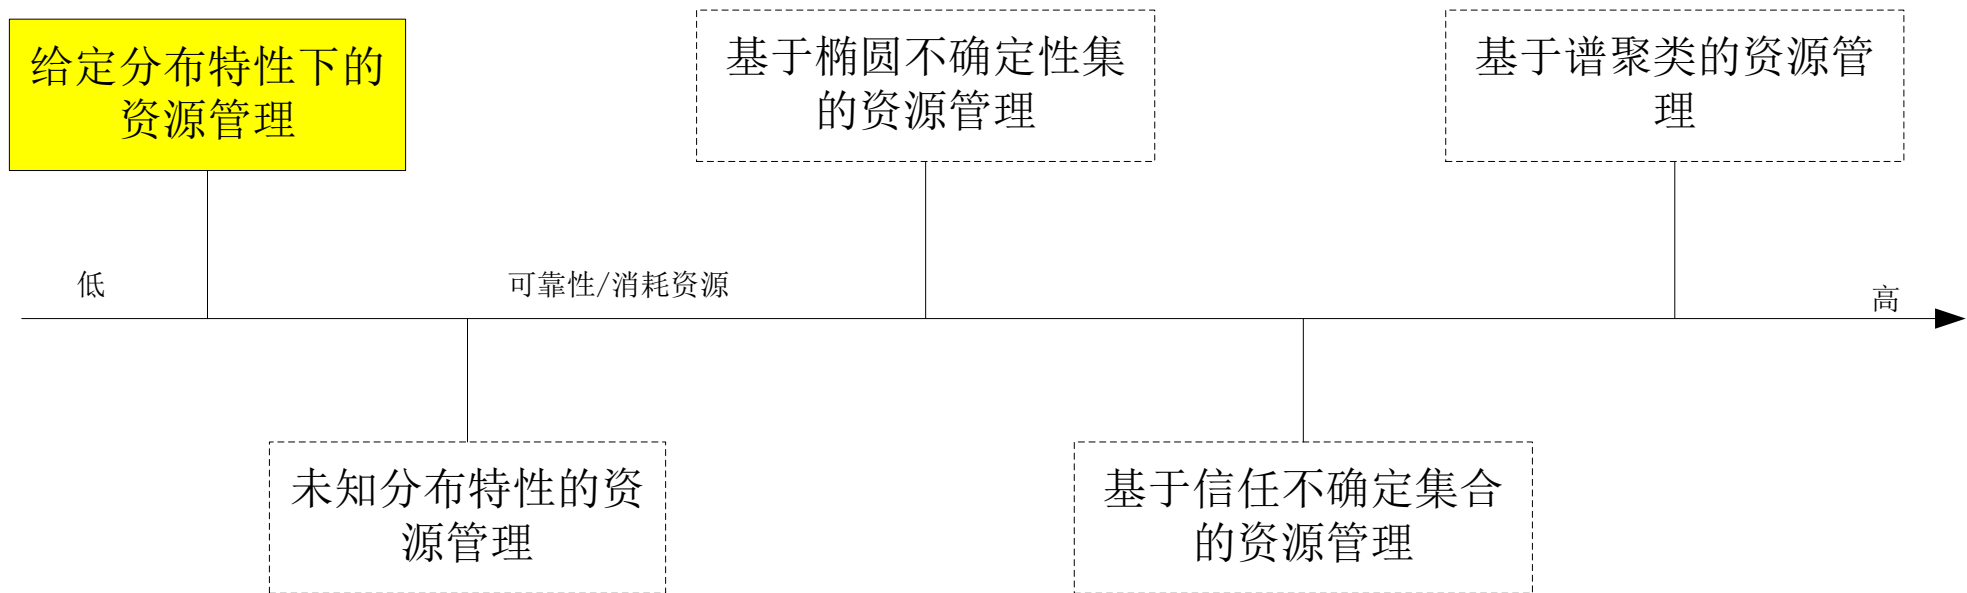 给定分布特性下的
资源管理
基于椭圆不确定性集
的资源管理
基于谱聚类的资源管
理
低
可靠性/消耗资源
高
未知分布特性的资
源管理
基于信任不确定集合
的资源管理